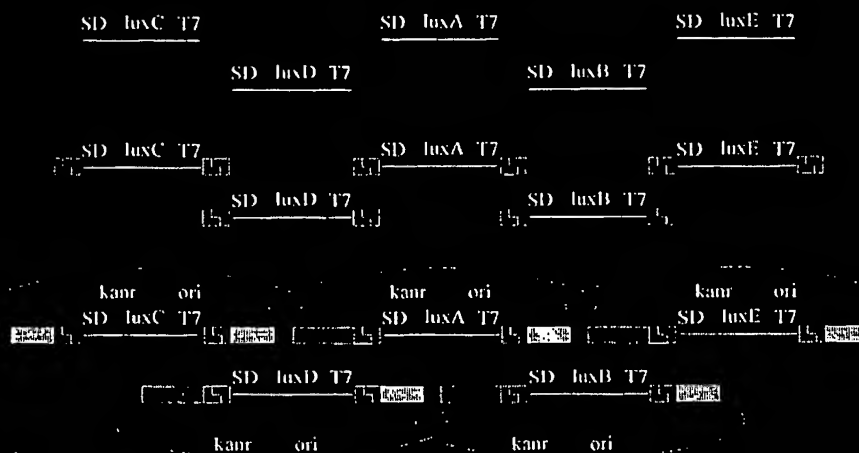 SD luxC T7 SD luxA T7 SD luxE T7
SD luxD T7 SD luxB T7
SD luxC T7 SD luxA T7 SD luxE T7
SD luxD T7 SD luxB T7
kanr ori kanr ori kanr ori
SD luxC T7 SD luxA T7 SD luxE T7
SD luxD T7 SD luxB T7
kanr ori kanr ori